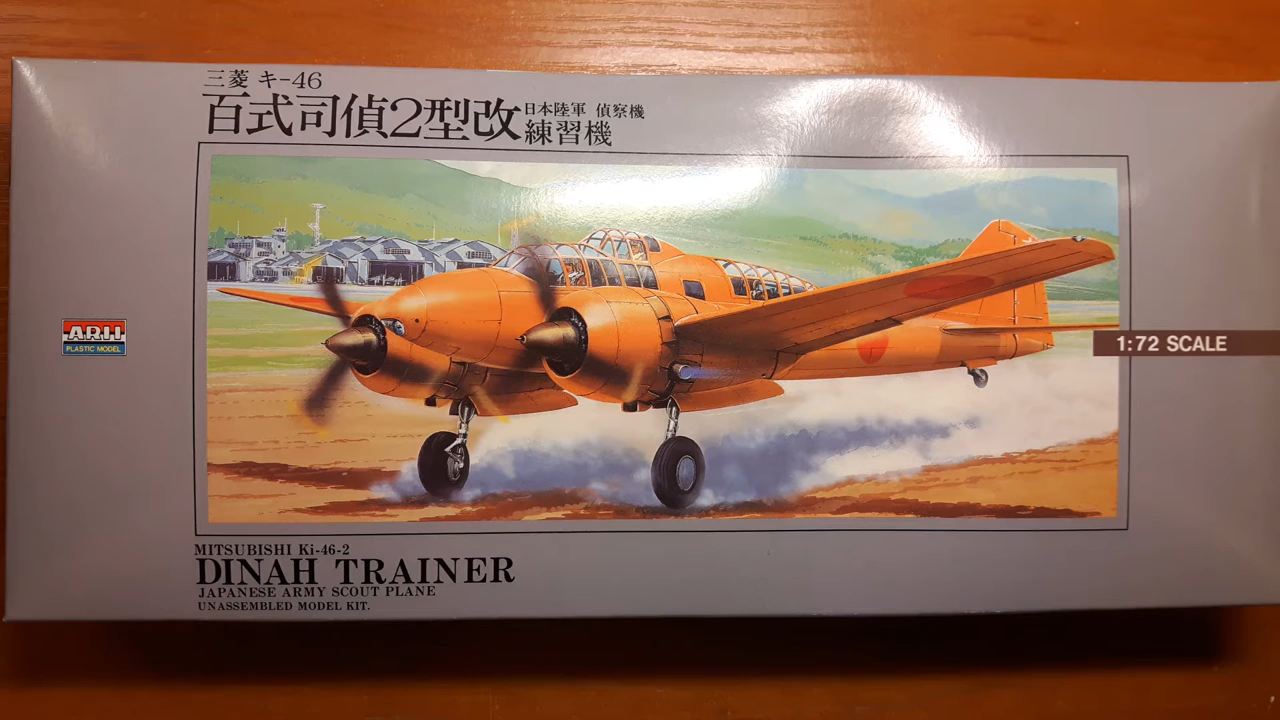 三菱 キ-46
百式司偵2型改
日本陸軍 偵察機
練習機
ARII
PLASTIC MODEL
1:72 SCALE
MITSUBISHI Ki-46-2
DINAH TRAINER
JAPANESE ARMY SCOUT PLANE
UNASSEMBLED MODEL KIT.